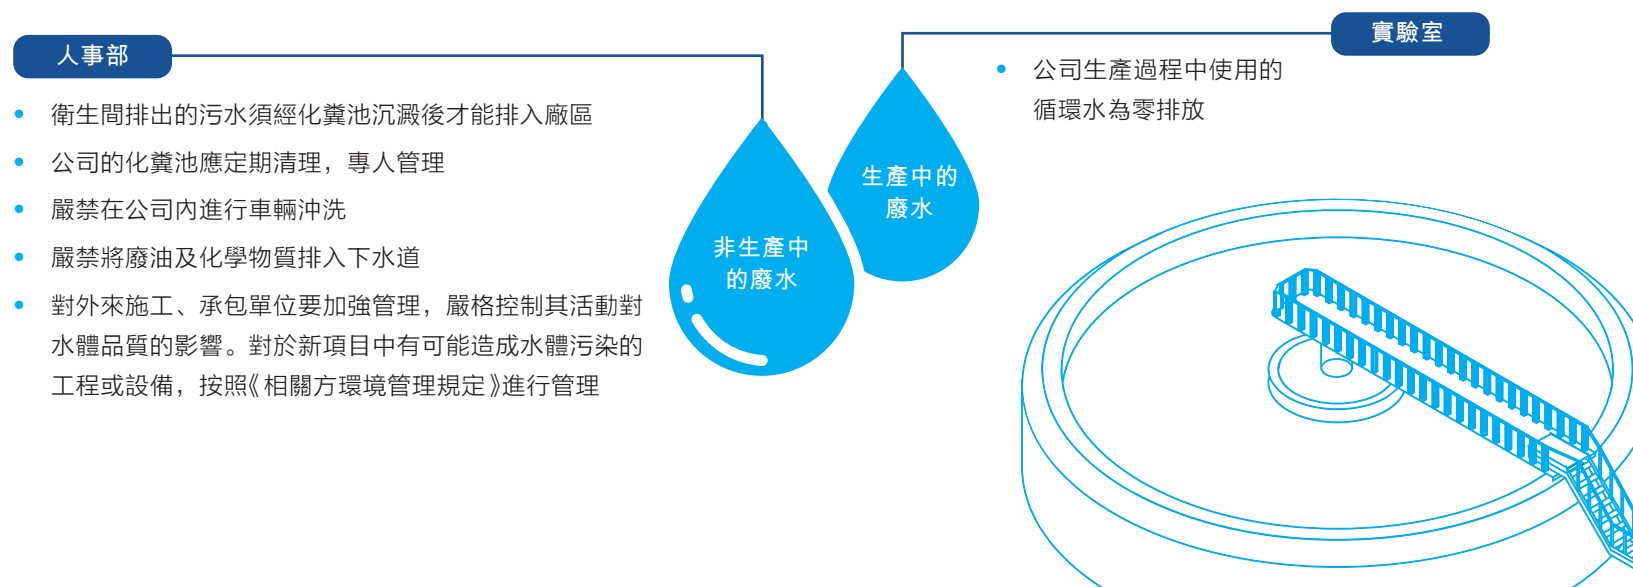 人事部
• 衛生間排出的污水須經化糞池沉澱後才能排入廠區
• 公司的化糞池應定期清理，專人管理
• 嚴禁在公司內進行車輛沖洗
• 嚴禁將廢油及化學物質排入下水道
• 對外來施工、承包單位要加強管理，嚴格控制其活動對
水體品質的影響。對於新項目中有可能造成水體污染的
工程或設備，按照《相關方環境管理規定》進行管理
非生產中
的廢水
生產中的
廢水
實驗室
• 公司生產過程中使用的
循環水為零排放